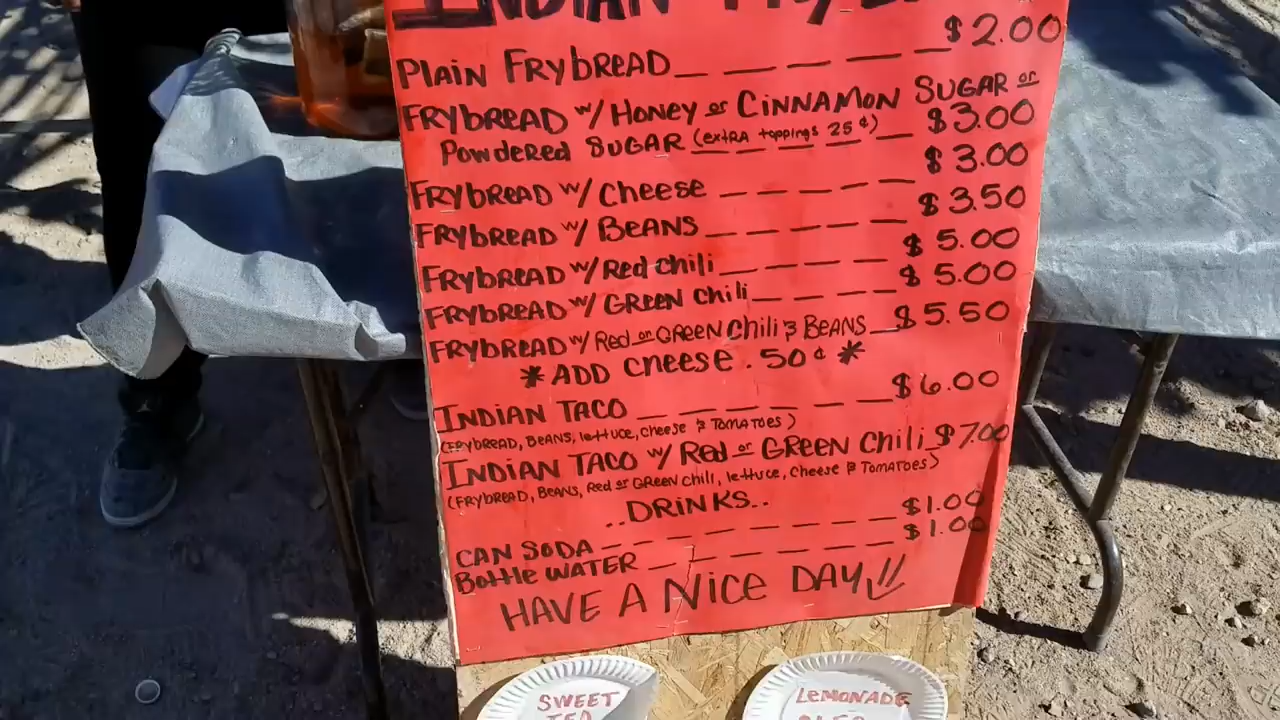 INDIAN FRYBREAD
PLAIN FRYBREAD $2.00
FRYBREAD W/ HONEY or CINNAMON SUGAR or
POWDERED SUGAR (EXTRA toppings 25¢) $3.00
FRYBREAD W/ CHEESE $3.00
FRYBREAD W/ BEANS $3.50
FRYBREAD W/ Red chili $5.00
FRYBREAD W/ GREEN Chili $5.00
FRYBREAD W/ Red or GREEN Chili & BEANS $5.50
*ADD CHEESE .50¢*
INDIAN TACO $6.00
(FRYBREAD, BEANS, lettuce, cheese & TOMATOES)
INDIAN TACO W/ Red or GREEN Chili $7.00
(FRYBREAD, BEANS, Red or GREEN Chili, lettuce, Cheese & TOMATOES)
..DRINKS..
CAN SODA $1.00
Bottle WATER $1.00
HAVE A Nice DAY!!
SWEET
LEMONADE